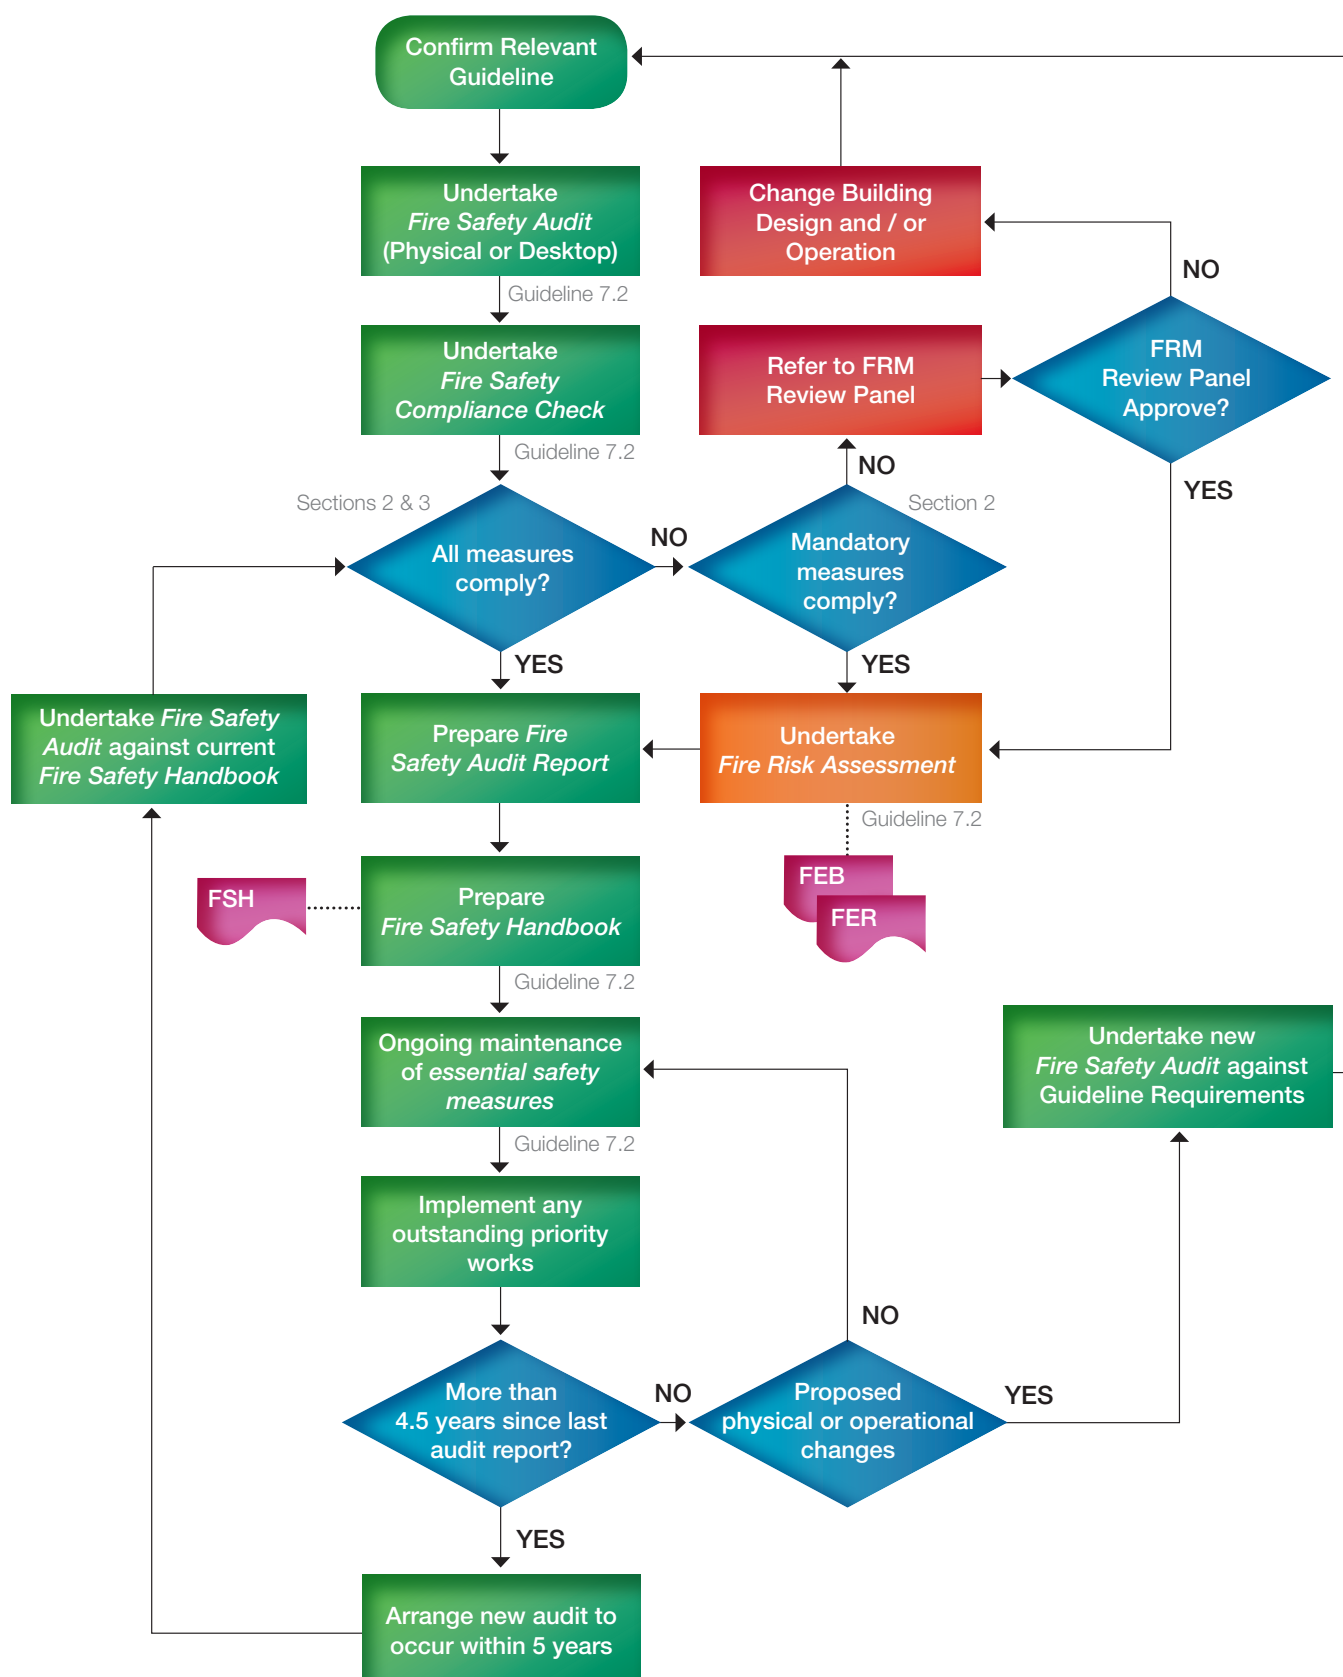 Confirm Relevant
Guideline
Undertake
Fire Safety Audit
(Physical or Desktop)
Change Building
Design and / or
Operation
NO
Guideline 7.2
Undertake
Fire Safety
Compliance Check
Refer to FRM
Review Panel
FRM
Review Panel
Approve?
Guideline 7.2
NO
YES
Sections 2 & 3
Section 2
All measures
comply?
NO
Mandatory
measures
comply?
YES
YES
Undertake Fire Safety
Audit against current
Fire Safety Handbook
Prepare Fire
Safety Audit Report
Undertake
Fire Risk Assessment
Guideline 7.2
FSH
Prepare
Fire Safety Handbook
FEB
FER
Guideline 7.2
Ongoing maintenance
of essential safety
measures
Undertake new
Fire Safety Audit against
Guideline Requirements
Guideline 7.2
Implement any
outstanding priority
works
NO
More than
4.5 years since last
audit report?
NO
Proposed
physical or operational
changes
YES
YES
Arrange new audit to
occur within 5 years